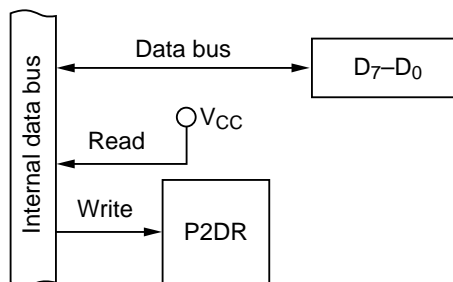 Internal data bus
Data bus
D7–D0
VCC
Read
Write
P2DR